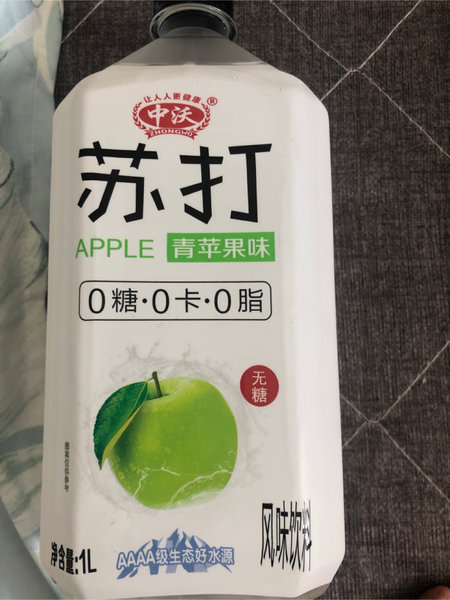 让人人更健康
中沃®
ZHONGWO
苏打
APPLE 青苹果味
0糖·0卡·0脂
无糖
图案仅供参考
风味饮料
AAAA级生态好水源
净含量:1L